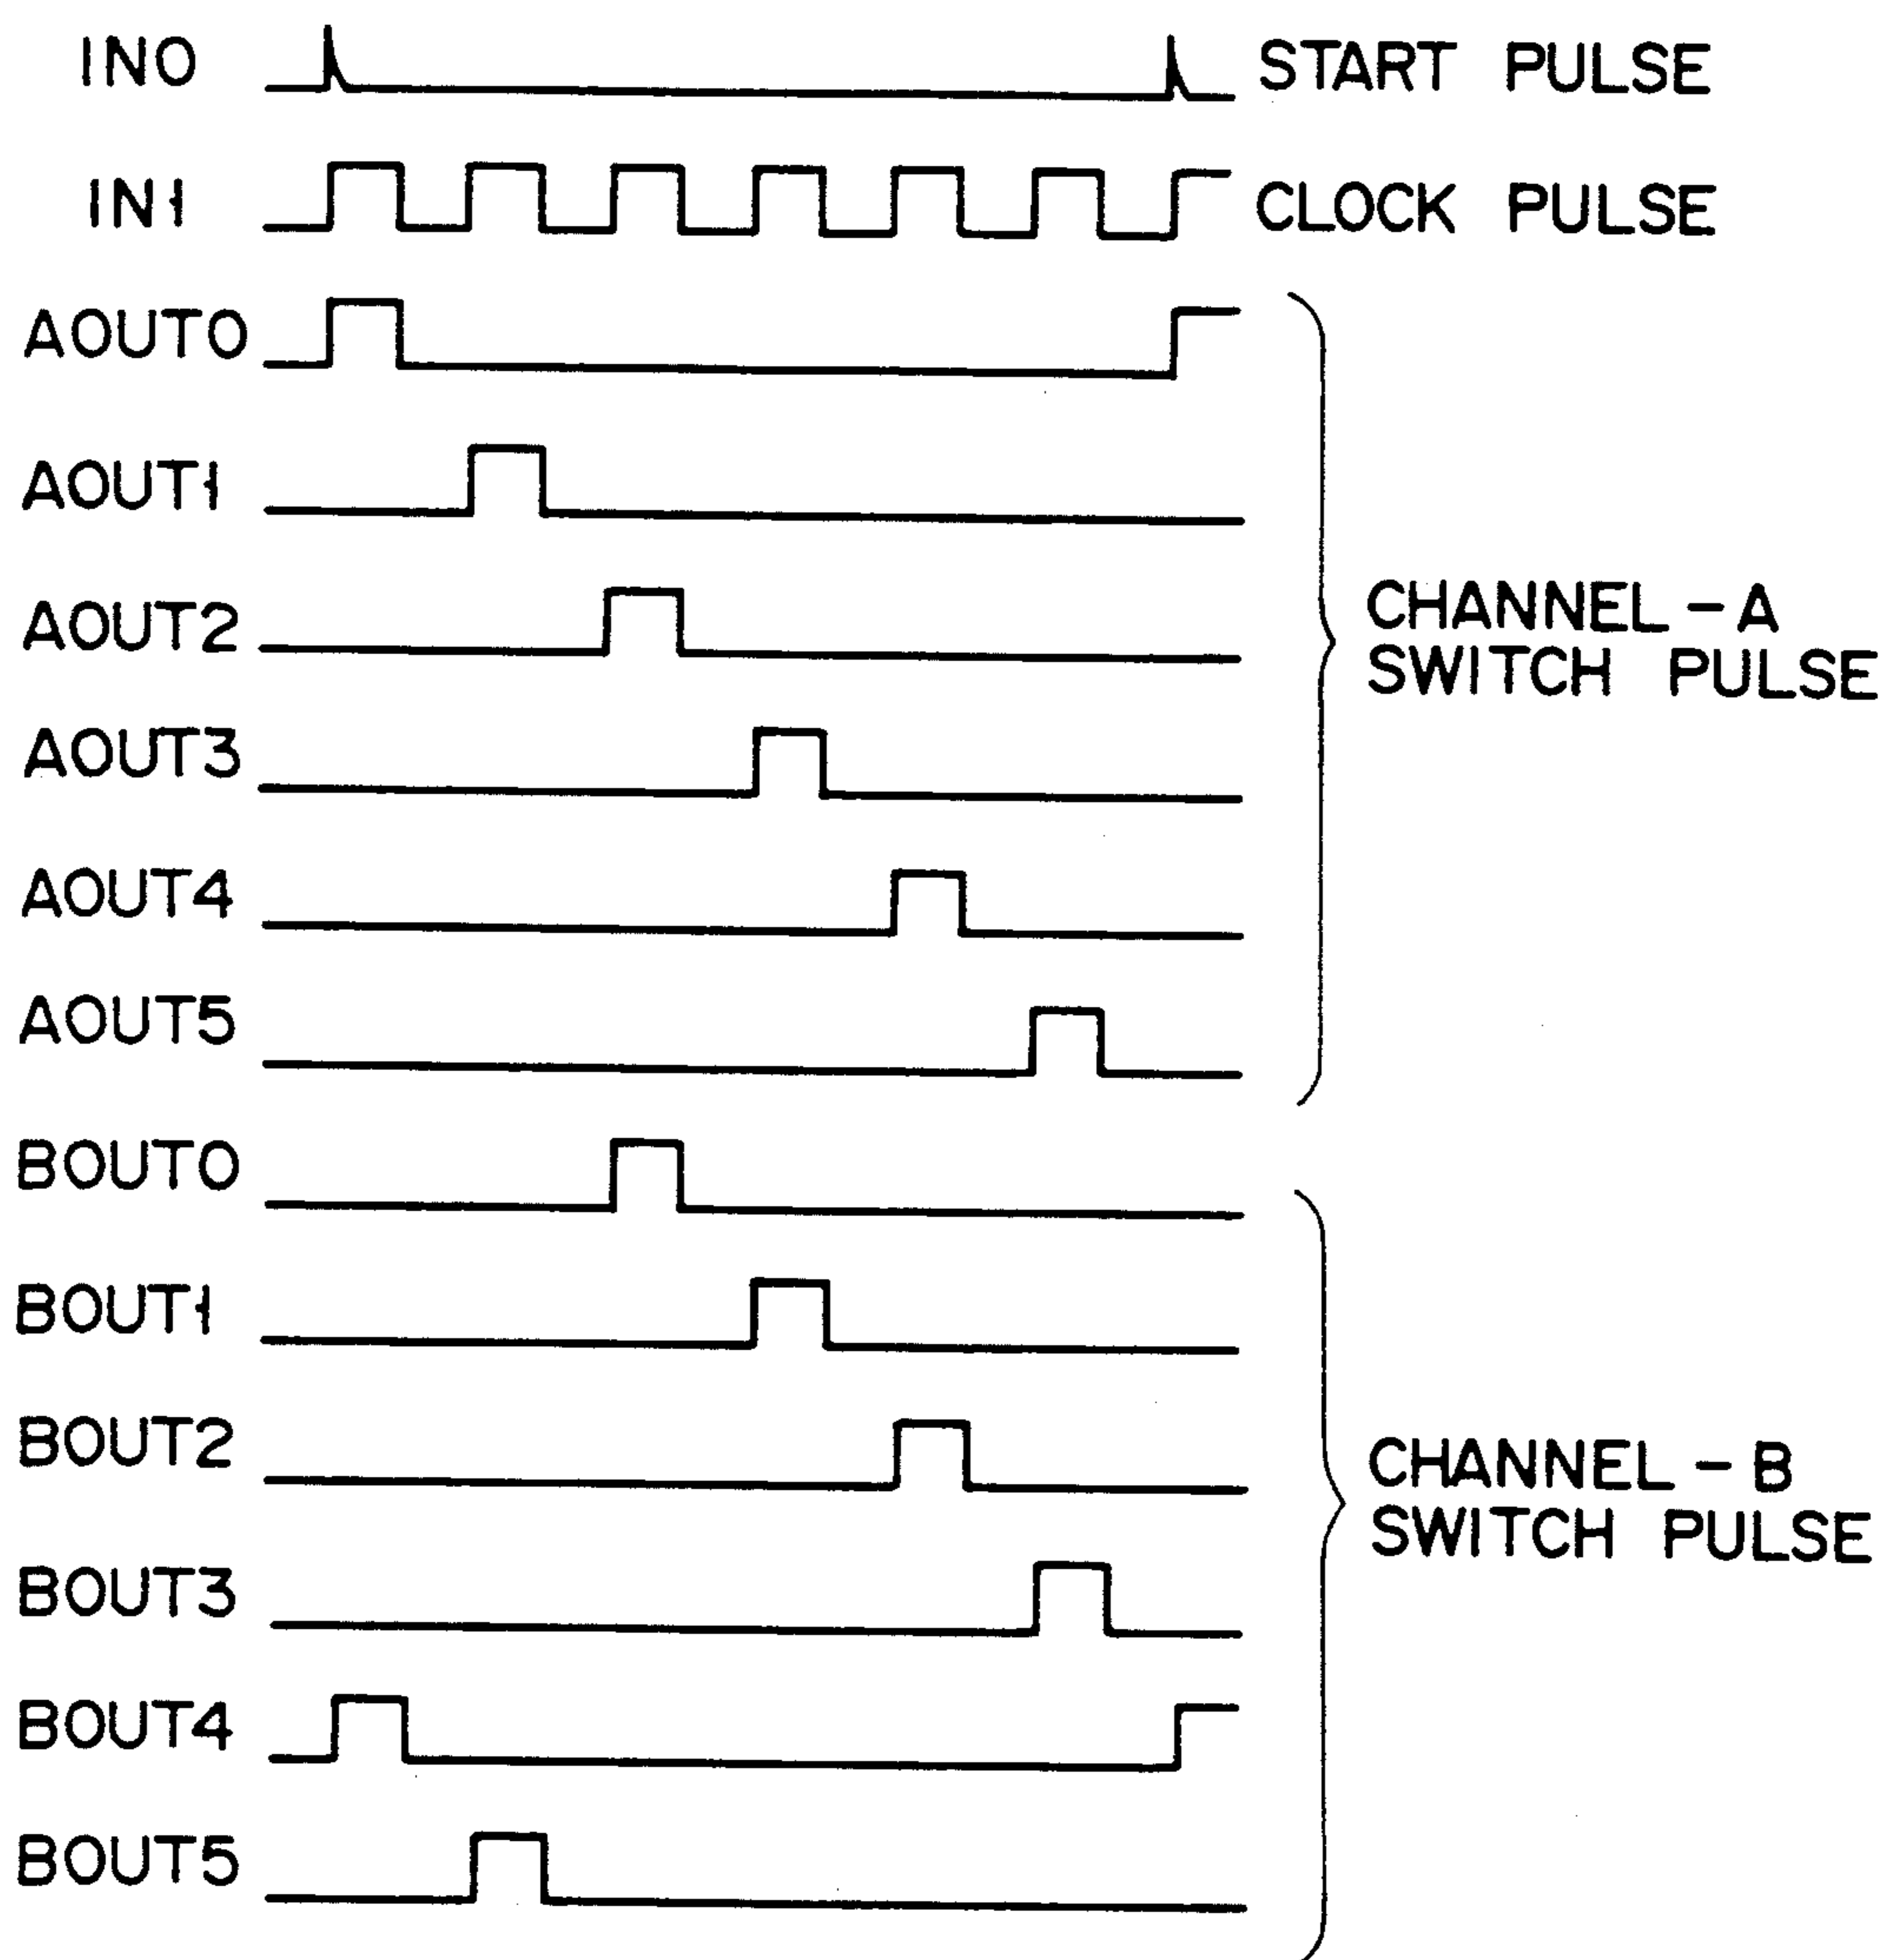 INO START PULSE
IN1 CLOCK PULSE
AOUT0
AOUT1
AOUT2
AOUT3
AOUT4
AOUT5
CHANNEL-A
SWITCH PULSE
BOUT0
BOUT1
BOUT2
BOUT3
BOUT4
BOUT5
CHANNEL-B
SWITCH PULSE